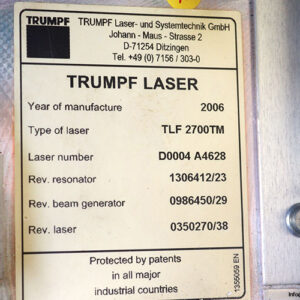 TRUMPF
TRUMPF Laser- und Systemtechnik GmbH
Johann - Maus - Strasse 2
D-71254 Ditzingen
Tel. +49 (0) 7156 / 303-0
TRUMPF LASER
Year of manufacture 2006
Type of laser TLF 2700TM
Laser number D0004 A4628
Rev. resonator 1306412/23
Rev. beam generator 0986450/29
Rev. laser 0350270/38
Protected by patents
in all major
industrial countries
1355059 EN